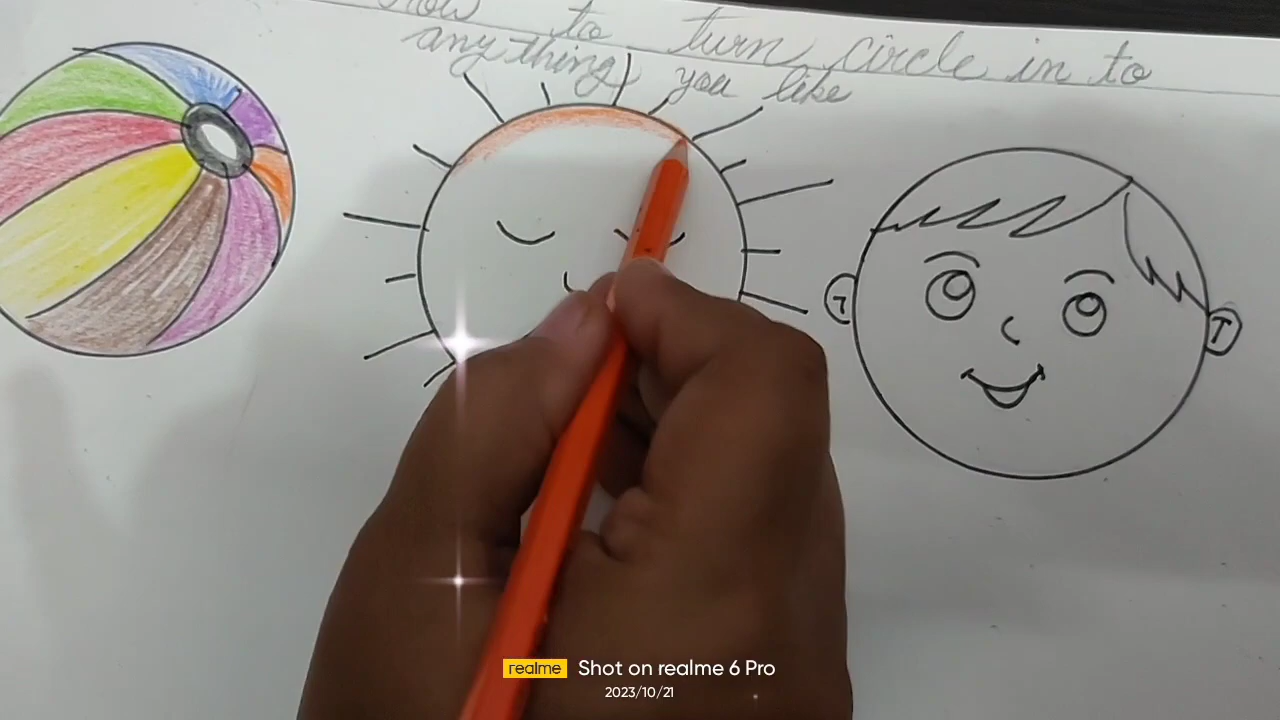 How to turn circle in to
anything you like
T
T
realme Shot on realme 6 Pro
2023/10/21